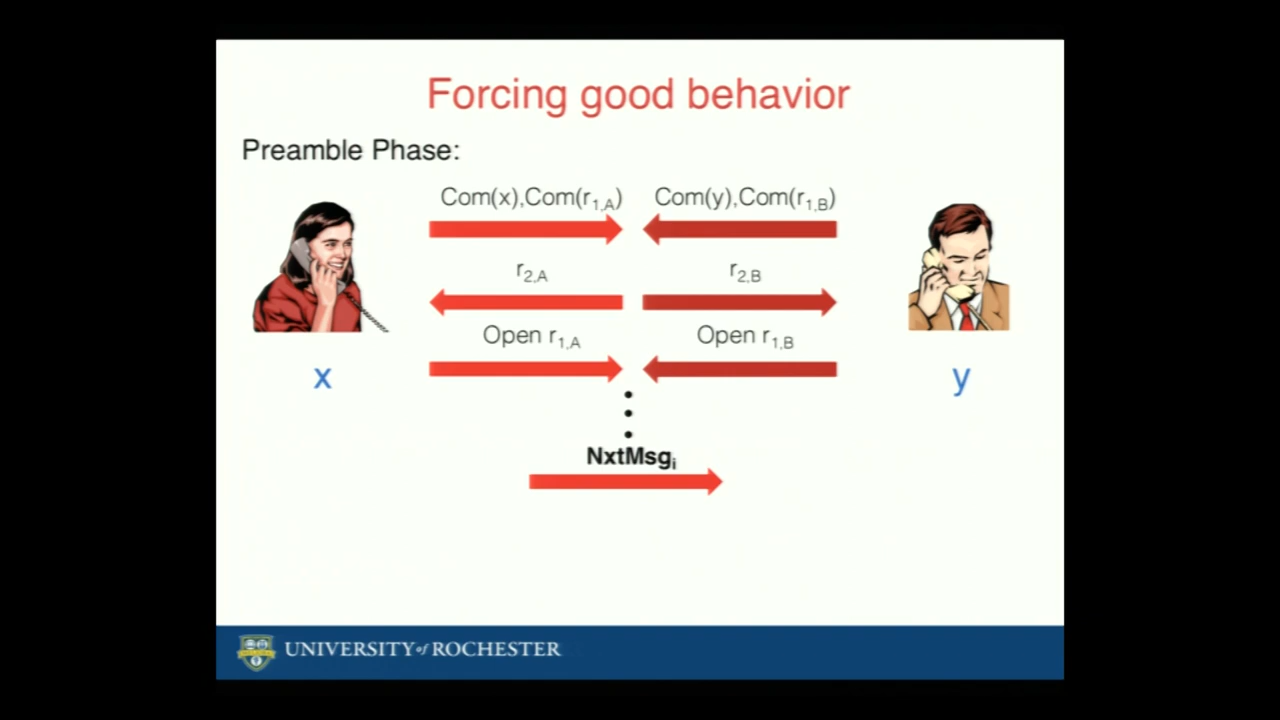 Forcing good behavior
Preamble Phase:
Com(x),Com(r1,A) Com(y),Com(r1,B)
r2,A r2,B
Open r1,A Open r1,B
x y
NxtMsgi
UNIVERSITY of ROCHESTER